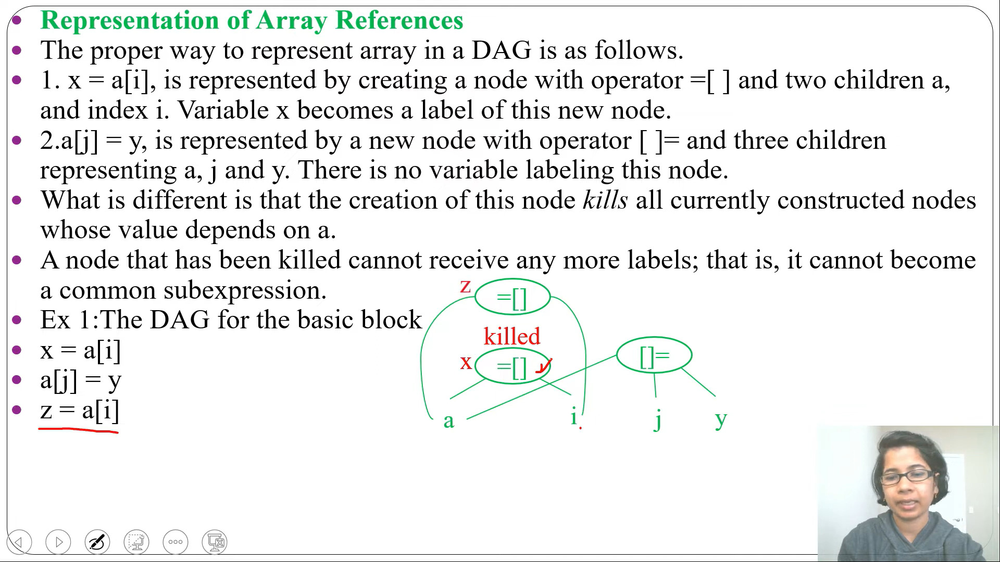 Representation of Array References
The proper way to represent array in a DAG is as follows.
1. x = a[i], is represented by creating a node with operator =[ ] and two children a,
and index i. Variable x becomes a label of this new node.
2.a[j] = y, is represented by a new node with operator [ ]= and three children
representing a, j and y. There is no variable labeling this node.
What is different is that the creation of this node kills all currently constructed nodes
whose value depends on a.
A node that has been killed cannot receive any more labels; that is, it cannot become
a common subexpression.
Ex 1:The DAG for the basic block
x = a[i]
a[j] = y
z = a[i]
z =[]
killed
x =[]
[]=
a i j y